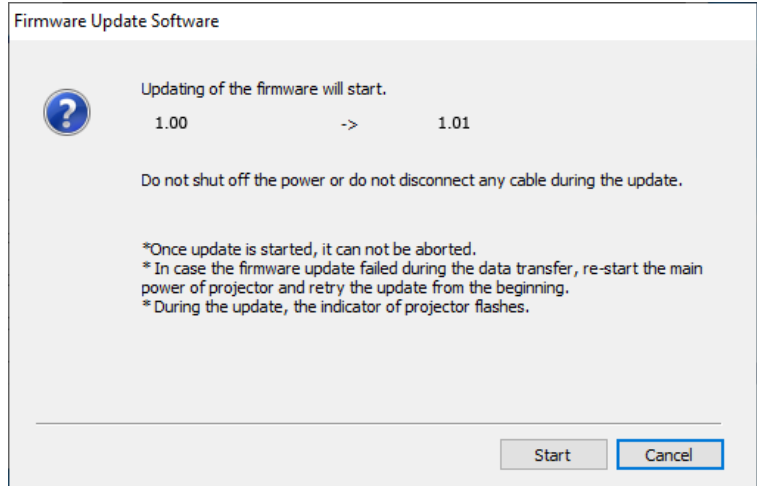 Firmware Update Software
Updating of the firmware will start.
1.00 -> 1.01
Do not shut off the power or do not disconnect any cable during the update.
*Once update is started, it can not be aborted.
* In case the firmware update failed during the data transfer, re-start the main
power of projector and retry the update from the beginning.
* During the update, the indicator of projector flashes.
Start Cancel